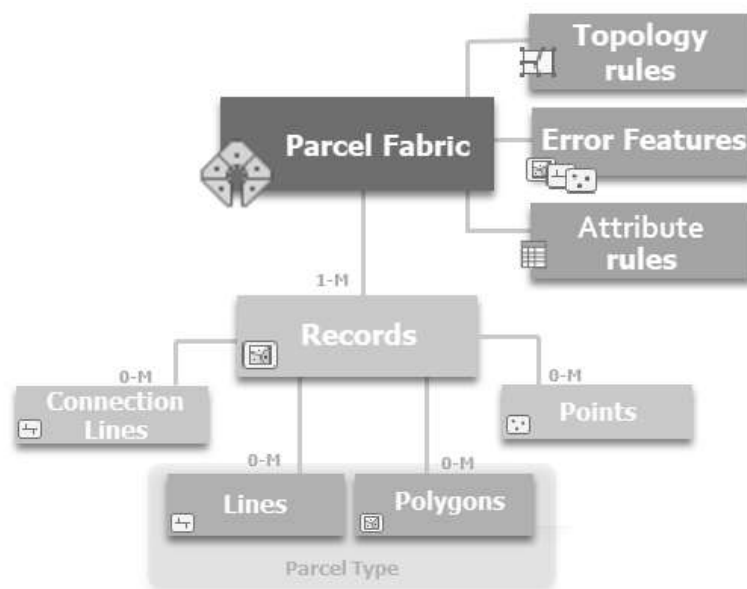 Topology
rules
Parcel Fabric
Error Features
Attribute
rules
1-M
Records
0-M
0-M
Connection
Lines
Points
0-M
0-M
Lines
Polygons
Parcel Type